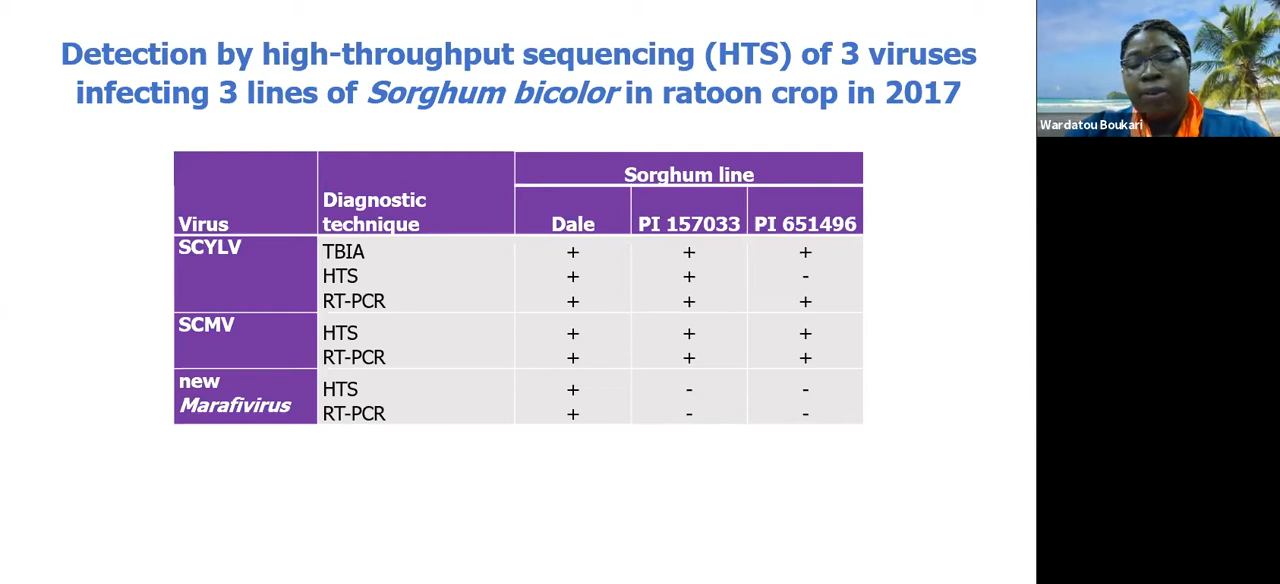 Detection by high-throughput sequencing (HTS) of 3 viruses
infecting 3 lines of Sorghum bicolor in ratoon crop in 2017
Wardatou Boukari
Virus Diagnostic technique Sorghum line
Dale PI 157033 PI 651496
SCYLV TBIA + + +
HTS + + -
RT-PCR + + +
SCMV HTS + + +
RT-PCR + + +
new Marafivirus HTS + - -
RT-PCR + - -